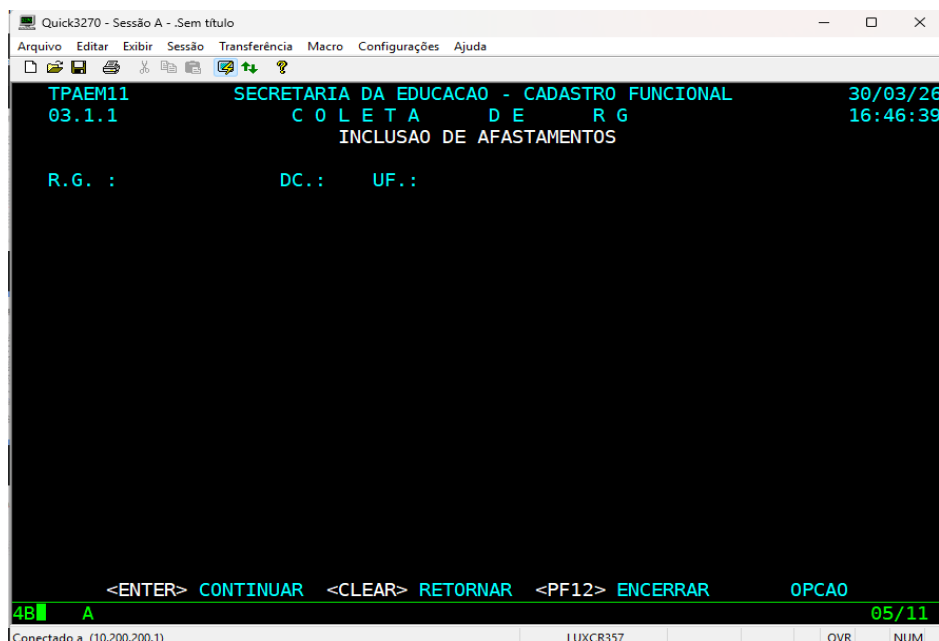 Quick3270 - Sessão A - .Sem título
Arquivo Editar Exibir Sessão Transferência Macro Configurações Ajuda
TPAEM11 SECRETARIA DA EDUCACAO - CADASTRO FUNCIONAL 30/03/26
03.1.1 C O L E T A D E R G 16:46:39
INCLUSAO DE AFASTAMENTOS
R.G. : DC.: UF.:
<ENTER> CONTINUAR <CLEAR> RETORNAR <PF12> ENCERRAR OPCAO
4B A 05/11
Conectado a (10.200.200.1) LUXCR357 OVR NUM